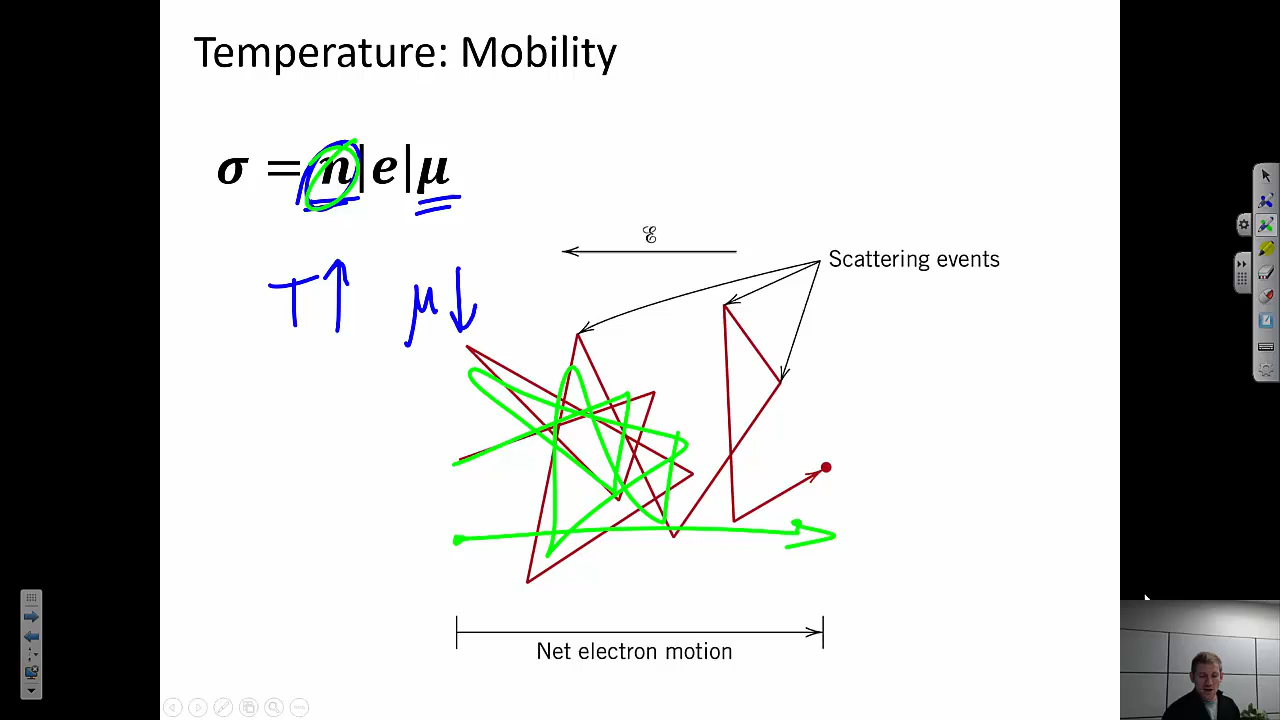 Temperature: Mobility
σ = n|e|μ
ℰ
Scattering events
T↑ μ↓
Net electron motion